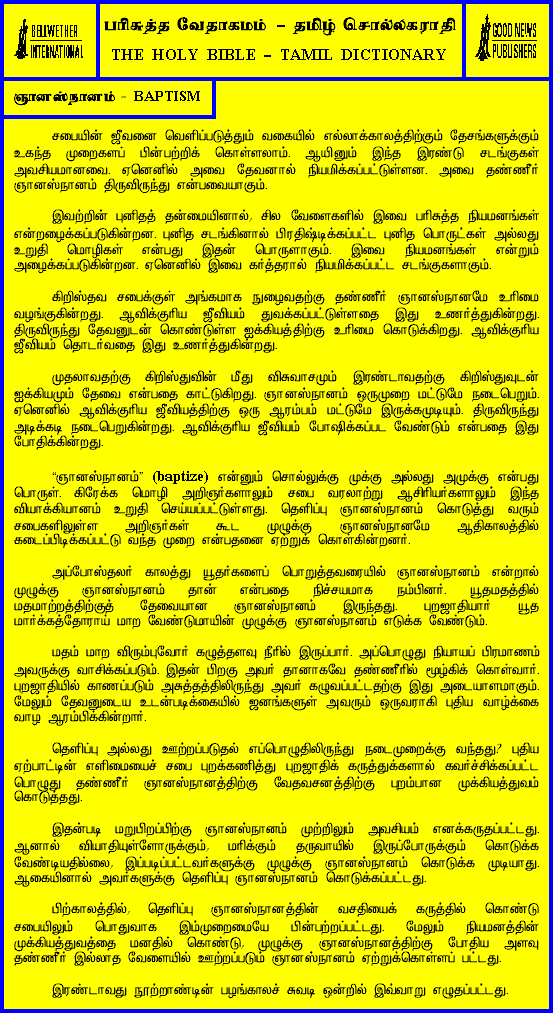 BELLWETHER
INTERNATIONAL
பரிசுத்த வேதாகமம் – தமிழ் சொல்லகராதி
THE HOLY BIBLE – TAMIL DICTIONARY
GOOD NEWS
PUBLISHERS
ஞானஸ்நானம் - BAPTISM
சபையின் ஜீவனை வெளிப்படுத்தும் வகையில் எல்லாக்காலத்திற்கும் தேசங்களுக்கும்
உகந்த முறைகளப் பின்பற்றிக் கொள்ளலாம். ஆயினும் இந்த இரண்டு சடங்குகள்
அவசியமானவை. ஏனெனில் அவை தேவனால் நியமிக்கப்பட்டுள்ளன. அவை தண்ணீர்
ஞானஸ்நானம் திருவிருந்து என்பவையாகும்.
இவற்றின் புனிதத் தன்மையினால், சில வேளைகளில் இவை பரிசுத்த நியமனங்கள்
என்றழைக்கப்படுகின்றன. புனித சடங்கினால் பிரதிஷ்டிக்கப்பட்ட புனித பொருட்கள் அல்லது
உறுதி மொழிகள் என்பது இதன் பொருளாகும். இவை நியமனங்கள் என்றும்
அழைக்கப்படுகின்றன. ஏனெனில் இவை கர்த்தரால் நியமிக்கப்பட்ட சடங்குகளாகும்.
கிறிஸ்தவ சபைக்குள் அங்கமாக நுழைவதற்கு தண்ணீர் ஞானஸ்நானமே உரிமை
வழங்குகின்றது. ஆவிக்குரிய ஜீவியம் துவக்கப்பட்டுள்ளதை இது உணர்த்துகின்றது.
திருவிருந்து தேவனுடன் கொண்டுள்ள ஐக்கியத்திற்கு உரிமை கொடுக்கிறது. ஆவிக்குரிய
ஜீவியம் தொடர்வதை இது உணர்த்துகின்றது.
முதலாவதற்கு கிறிஸ்துவின் மீது விசுவாசமும் இரண்டாவதற்கு கிறிஸ்துவுடன்
ஐக்கியமும் தேவை என்பதை காட்டுகிறது. ஞானஸ்நானம் ஒருமுறை மட்டுமே நடைபெறும்.
ஏனெனில் ஆவிக்குரிய ஜீவியத்திற்கு ஒரு ஆரம்பம் மட்டுமே இருக்கமுடியும். திருவிருந்து
அடிக்கடி நடைபெறுகின்றது. ஆவிக்குரிய ஜீவியம் போஷிக்கப்பட வேண்டும் என்பதை இது
போதிக்கின்றது.
“ஞானஸ்நானம்” (baptize) என்னும் சொல்லுக்கு முக்கு அல்லது அமுக்கு என்பது
பொருள். கிரேக்க மொழி அறிஞர்களாலும் சபை வரலாற்று ஆசிரியர்களாலும் இந்த
வியாக்கியானம் உறுதி செய்யப்பட்டுள்ளது. தெளிப்பு ஞானஸ்நானம் கொடுத்து வரும்
சபைகளிலுள்ள அறிஞர்கள் கூட முழுக்கு ஞானஸ்நானமே ஆதிகாலத்தில்
கடைப்பிடிக்கப்பட்டு வந்த முறை என்பதனை ஏற்றுக் கொள்கின்றனர்.
அப்போஸ்தலர் காலத்து யூதர்களைப் பொறுத்தவரையில் ஞானஸ்நானம் என்றால்
முழுக்கு ஞானஸ்நானம் தான் என்பதை நிச்சயமாக நம்பினர். யூதமதத்தில்
மதமாற்றத்திற்குத் தேவையான ஞானஸ்நானம் இருந்தது. புறஜாதியார் யூத
மார்க்கத்தோராய் மாற வேண்டுமாயின் முழுக்கு ஞானஸ்நானம் எடுக்க வேண்டும்.
மதம் மாற விரும்புவோர் கழுத்தளவு நீரில் இருப்பார். அப்பொழுது நியாயப் பிரமாணம்
அவருக்கு வாசிக்கப்படும். இதன் பிறகு அவர் தானாகவே தண்ணீரில் மூழ்கிக் கொள்வார்.
புறஜாதியில் காணப்படும் அசுத்தத்திலிருந்து அவர் கழுவப்பட்டதற்கு இது அடையாளமாகும்.
மேலும் தேவனுடைய உடன்படிக்கையில் ஜனங்களுள் அவரும் ஒருவராகி புதிய வாழ்க்கை
வாழ ஆரம்பிக்கின்றார்.
தெளிப்பு அல்லது ஊற்றப்படுதல் எப்பொழுதிலிருந்து நடைமுறைக்கு வந்தது? புதிய
ஏற்பாட்டின் எளிமையைச் சபை புறக்கணித்து புறஜாதிக் கருத்துக்களால் கவர்ச்சிக்கப்பட்ட
பொழுது தண்ணீர் ஞானஸ்நானத்திற்கு வேதவசனத்திற்கு புறம்பான முக்கியத்துவம்
கொடுத்தது.
இதன்படி மறுபிறப்பிற்கு ஞானஸ்நானம் முற்றிலும் அவசியம் எனக்கருதப்பட்டது.
ஆனால் வியாதியுள்ளோருக்கும், மரிக்கும் தருவாயில் இருப்போருக்கும் கொடுக்க
வேண்டியதில்லை, இப்படிப்பட்டவர்களுக்கு முழுக்கு ஞானஸ்நானம் கொடுக்க முடியாது.
ஆகையினால் அவர்களுக்கு தெளிப்பு ஞானஸ்நானம் கொடுக்கப்பட்டது.
பிற்காலத்தில், தெளிப்பு ஞானஸ்நானத்தின் வசதியைக் கருத்தில் கொண்டு
சபையிலும் பொதுவாக இம்முறைமையே பின்பற்றப்பட்டது. மேலும் நியமனத்தின்
முக்கியத்துவத்தை மனதில் கொண்டு, முழுக்கு ஞானஸ்நானத்திற்கு போதிய அளவு
தண்ணீர் இல்லாத வேளையில் ஊற்றப்படும் ஞானஸ்நானம் ஏற்றுக்கொள்ளப் பட்டது.
இரண்டாவது நூற்றாண்டின் பழங்காலச் சுவடி ஒன்றில் இவ்வாறு எழுதப்பட்டது.